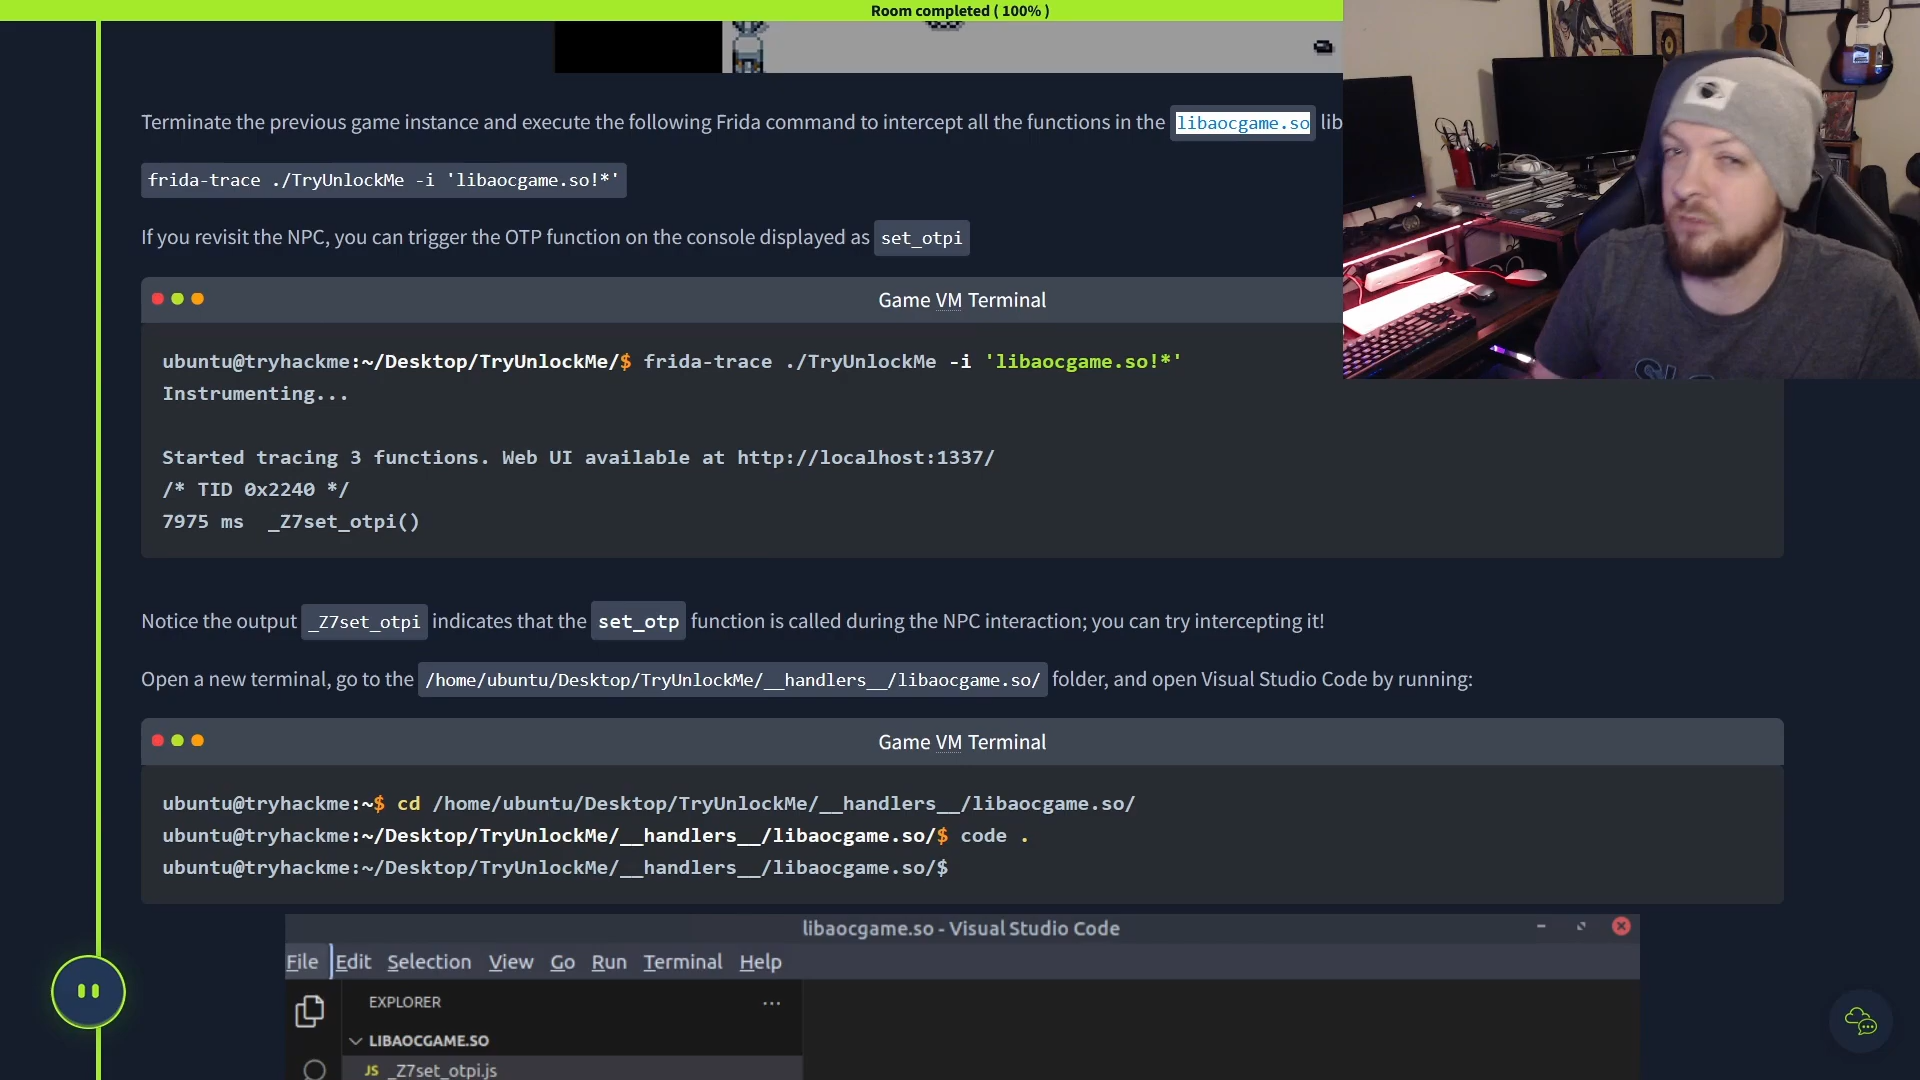 Room completed ( 100% )
Terminate the previous game instance and execute the following Frida command to intercept all the functions in the libaocgame.so lib
frida-trace ./TryUnlockMe -i 'libaocgame.so!*'
If you revisit the NPC, you can trigger the OTP function on the console displayed as set_otpi
Game VM Terminal
ubuntu@tryhackme:~/Desktop/TryUnlockMe/$ frida-trace ./TryUnlockMe -i 'libaocgame.so!*'
Instrumenting...
Started tracing 3 functions. Web UI available at http://localhost:1337/
/* TID 0x2240 */
7975 ms  _Z7set_otpi()
Notice the output _Z7set_otpi indicates that the set_otp function is called during the NPC interaction; you can try intercepting it!
Open a new terminal, go to the /home/ubuntu/Desktop/TryUnlockMe/__handlers__/libaocgame.so/ folder, and open Visual Studio Code by running:
Game VM Terminal
ubuntu@tryhackme:~$ cd /home/ubuntu/Desktop/TryUnlockMe/__handlers__/libaocgame.so/
ubuntu@tryhackme:~/Desktop/TryUnlockMe/__handlers__/libaocgame.so/$ code .
ubuntu@tryhackme:~/Desktop/TryUnlockMe/__handlers__/libaocgame.so/$
libaocgame.so - Visual Studio Code
File Edit Selection View Go Run Terminal Help
EXPLORER
LIBAOCGAME.SO
JS _Z7set_otpi.js